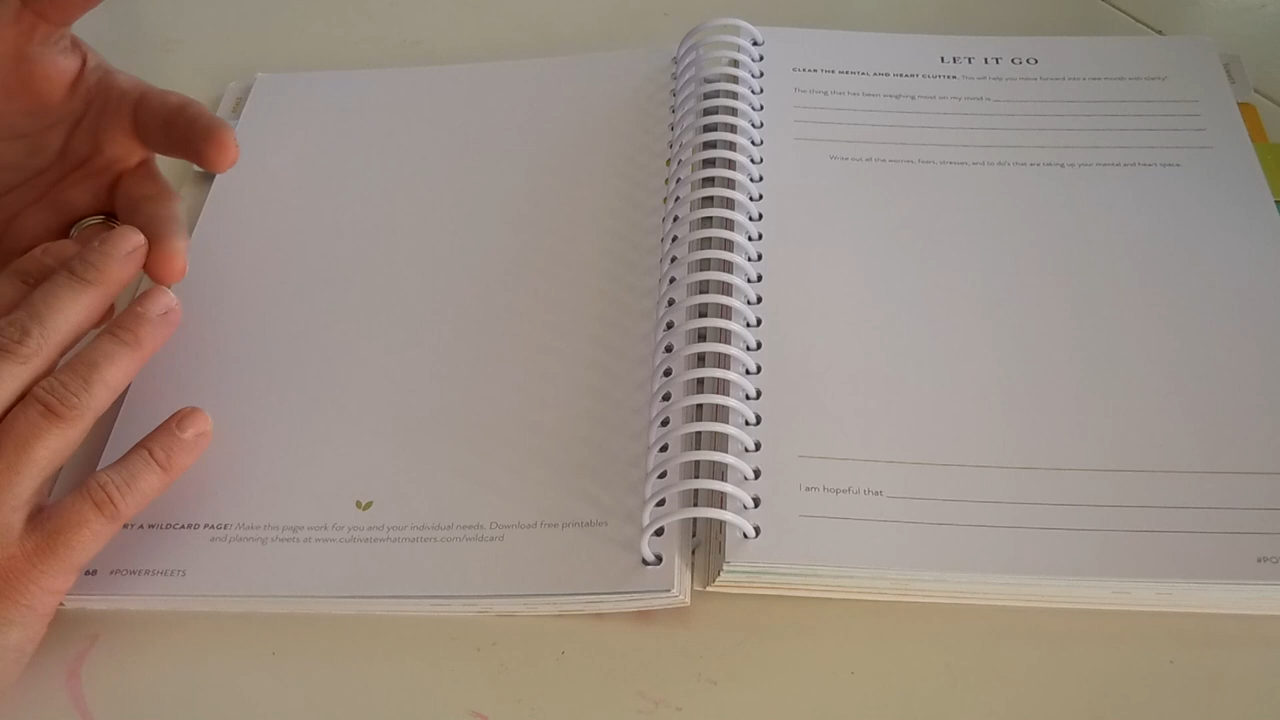 RY A WILDCARD PAGE! Make this page work for you and your individual needs. Download free printables
and planning sheets at www.cultivatewhatmatters.com/wildcard
68 #POWERSHEETS
LET IT GO
CLEAR THE MENTAL AND HEART CLUTTER. This will help you move forward into a new month with clarity!
The thing that has been weighing most on my mind is
Write out all the worries, fears, stresses, and to do's that are taking up your mental and heart space:
I am hopeful that
#PO